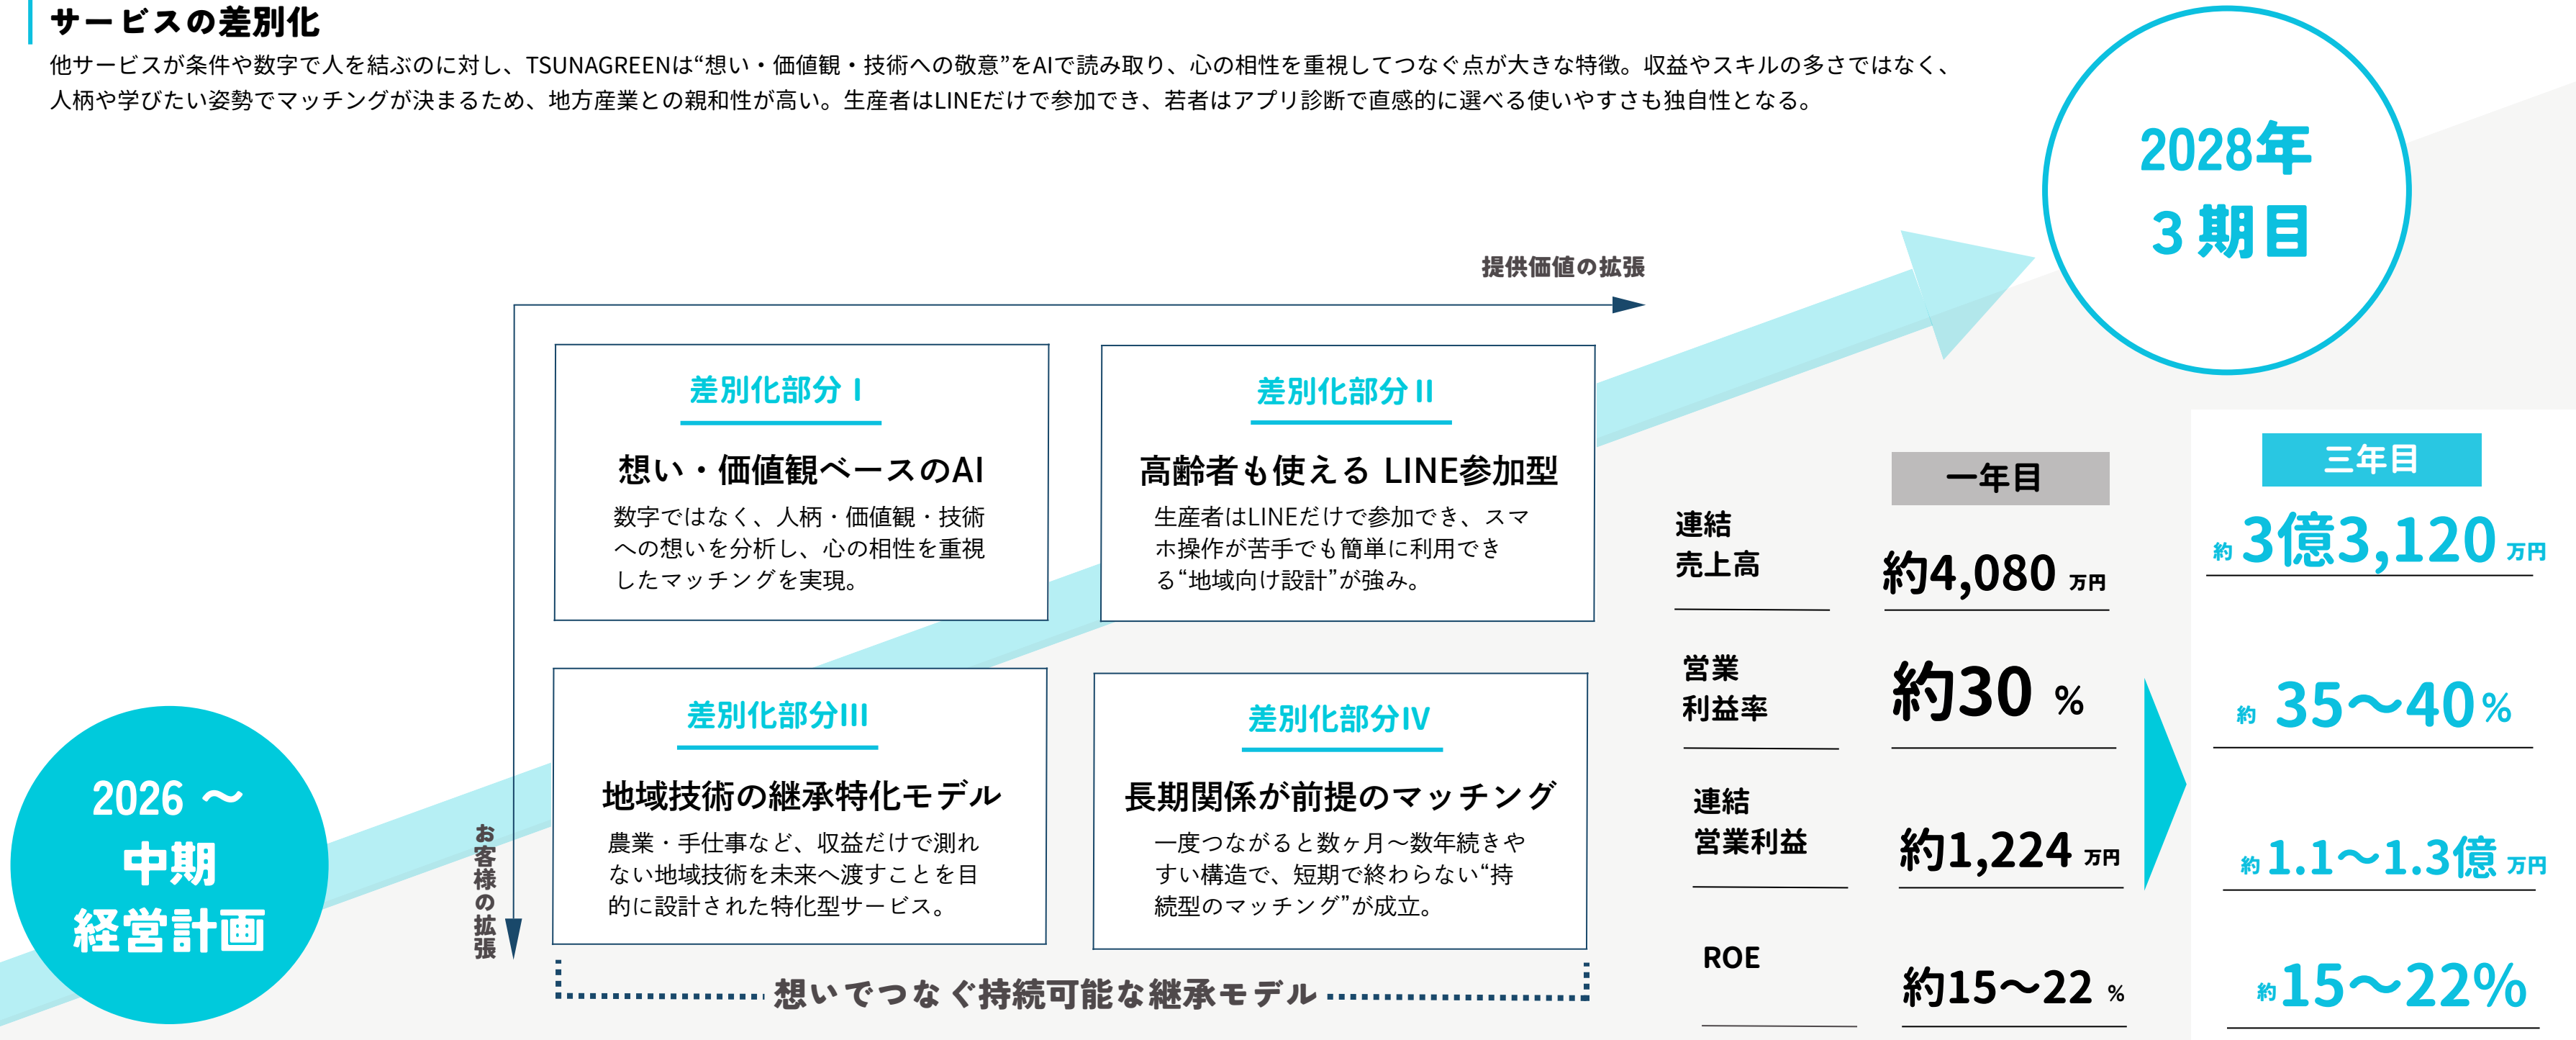 サービスの差別化
他サービスが条件や数字で人を結ぶのに対し、TSUNAGREENは“想い・価値観・技術への敬意”をAIで読み取り、心の相性を重視してつなぐ点が大きな特徴。収益やスキルの多さではなく、
人柄や学びたい姿勢でマッチングが決まるため、地方産業との親和性が高い。生産者はLINEだけで参加でき、若者はアプリ診断で直感的に選べる使いやすさも独自性となる。
2028年
3 期目
提供価値の拡張
差別化部分 I
想い・価値観ベースのAI
数字ではなく、人柄・価値観・技術
への想いを分析し、心の相性を重視
したマッチングを実現。
差別化部分 II
高齢者も使える LINE参加型
生産者はLINEだけで参加でき、スマ
ホ操作が苦手でも簡単に利用でき
る“地域向け設計”が強み。
差別化部分III
地域技術の継承特化モデル
農業・手仕事など、収益だけで測れ
ない地域技術を未来へ渡すことを目
的に設計された特化型サービス。
差別化部分IV
長期関係が前提のマッチング
一度つながると数ヶ月～数年続きや
すい構造で、短期で終わらない“持
続型のマッチング”が成立。
お客様の拡張
想いでつなぐ持続可能な継承モデル
2026 ～
中期
経営計画
一年目
三年目
連結
売上高
約4,080 万円
約 3億3,120 万円
営業
利益率
約30 %
約 35～40 %
連結
営業利益
約1,224 万円
約 1.1～1.3億 万円
ROE
約15～22 %
約15～22%